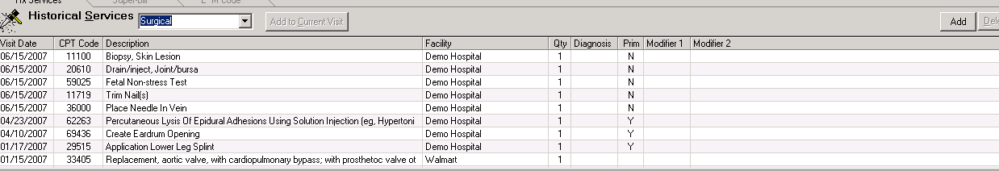 Hx Services Super-Bill E M code
Historical Services Surgical Add to Current Visit Add Dele
Visit Date CPT Code Description Facility Qty Diagnosis Prim Modifier 1 Modifier 2
06/15/2007 11100 Biopsy, Skin Lesion Demo Hospital 1 N
06/15/2007 20610 Drain/inject, Joint/bursa Demo Hospital 1 N
06/15/2007 59025 Fetal Non-stress Test Demo Hospital 1 N
06/15/2007 11719 Trim Nail(s) Demo Hospital 1 N
06/15/2007 36000 Place Needle In Vein Demo Hospital 1 N
04/23/2007 62263 Percutaneous Lysis Of Epidural Adhesions Using Solution Injection (eg, Hypertoni Demo Hospital 1 Y
04/10/2007 69436 Create Eardrum Opening Demo Hospital 1 Y
01/17/2007 29515 Application Lower Leg Splint Demo Hospital 1 Y
01/15/2007 33405 Replacement, aortic valve, with cardiopulmonary bypass; with prosthetoc valve ot Walmart 1